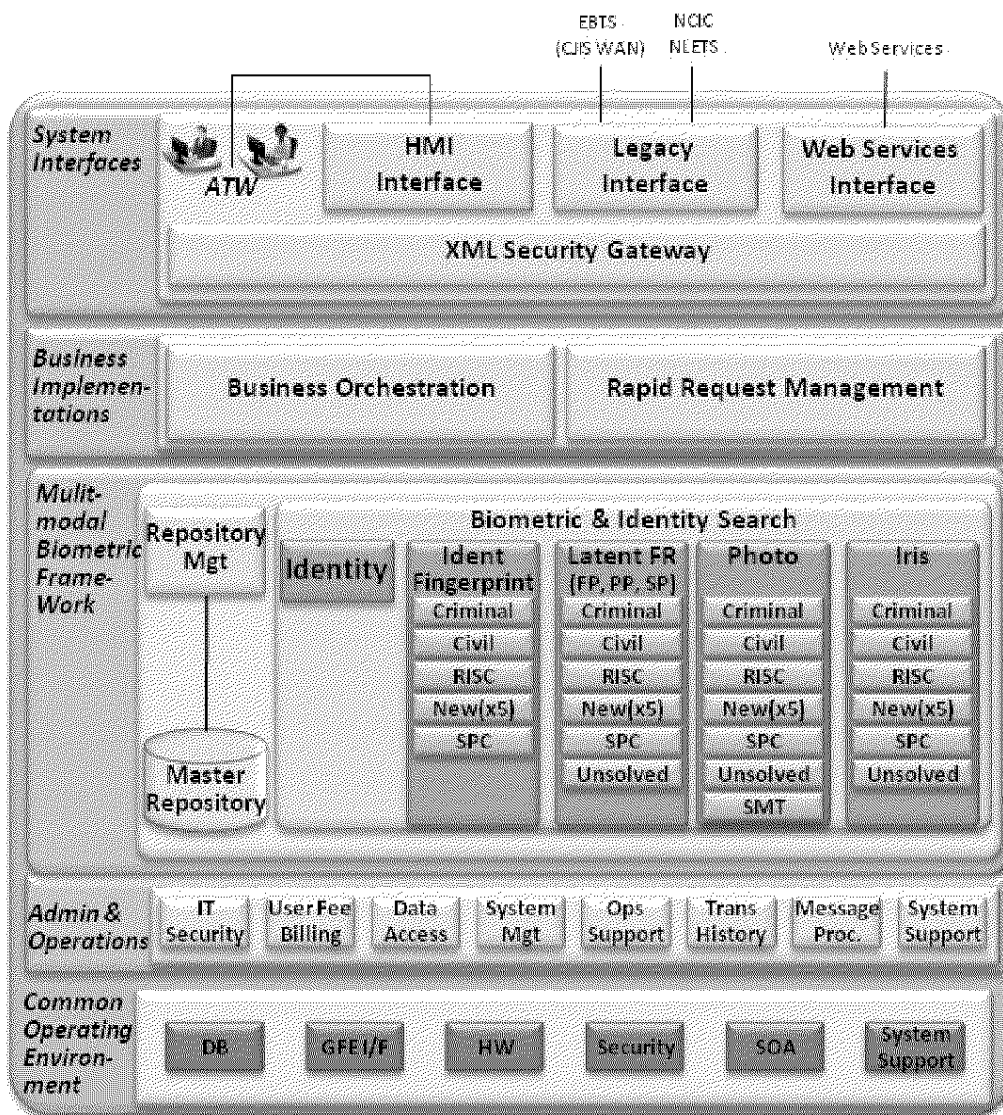 EBTS
(CJIS WAN)
NCIC
NLETS
Web Services
System
Interfaces
ATW
HMI
Interface
Legacy
Interface
Web Services
Interface
XML Security Gateway
Business
Implemen-
tations
Business Orchestration
Rapid Request Management
Mulit-
modal
Biometric
Frame-
Work
Repository
Mgt
Master
Repository
Biometric & Identity Search
Identity
Ident
Fingerprint
Criminal
Civil
RISC
New(x5)
SPC
Latent FR
(FP, PP, SP)
Criminal
Civil
RISC
New(x5)
SPC
Unsolved
Photo
Criminal
Civil
RISC
New(x5)
SPC
Unsolved
SMT
Iris
Criminal
Civil
RISC
New(x5)
SPC
Unsolved
Admin &
Operations
IT
Security
User Fee
Billing
Data
Access
System
Mgt
Ops
Support
Trans
History
Message
Proc.
System
Support
Common
Operating
Environ-
ment
DB
GFE I/F
HW
Security
SOA
System
Support